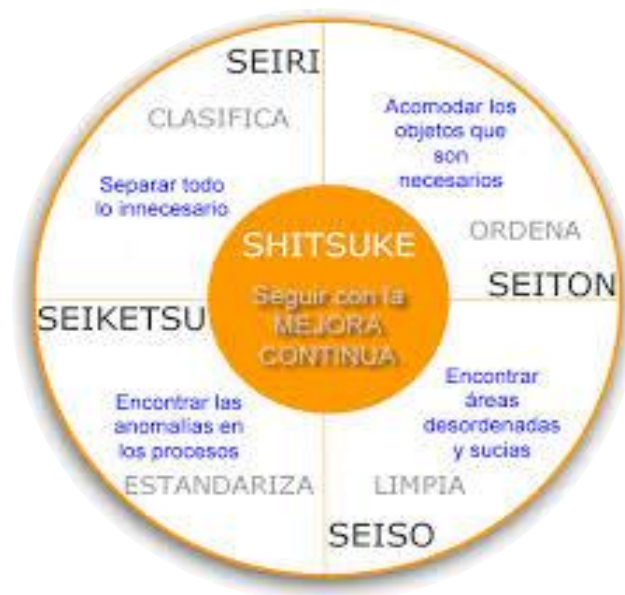 SEIRI
CLASIFICA
Separar todo
lo innecesario
Acomodar los
objetos que
son
necesarios
ORDENA
SEITON
SHITSUKE
Seguir con la
MEJORA
CONTINUA
SEIKETSU
Encontrar las
anomalías en
los procesos
ESTANDARIZA
Encontrar
áreas
desordenadas
y sucias
LIMPIA
SEISO